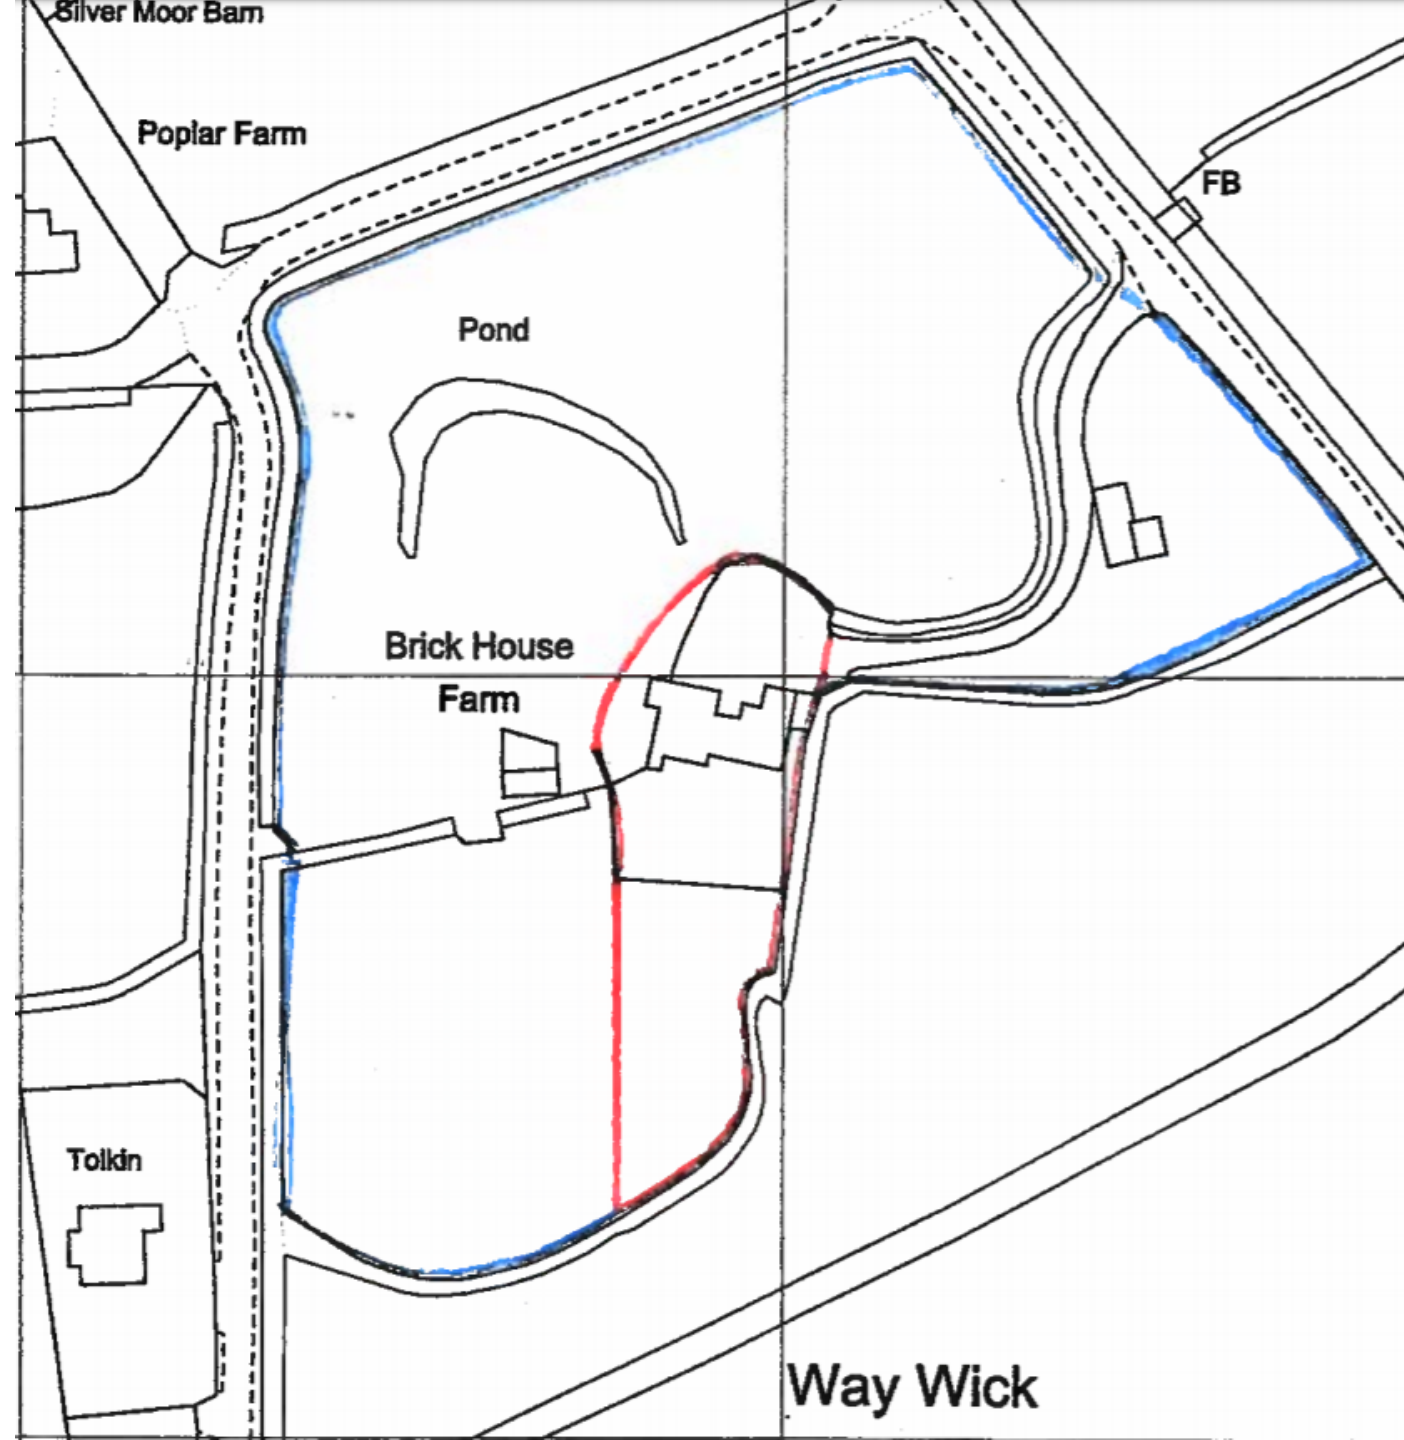 Silver Moor Barn
Poplar Farm
FB
Pond
Brick House
Farm
Tolkin
Way Wick